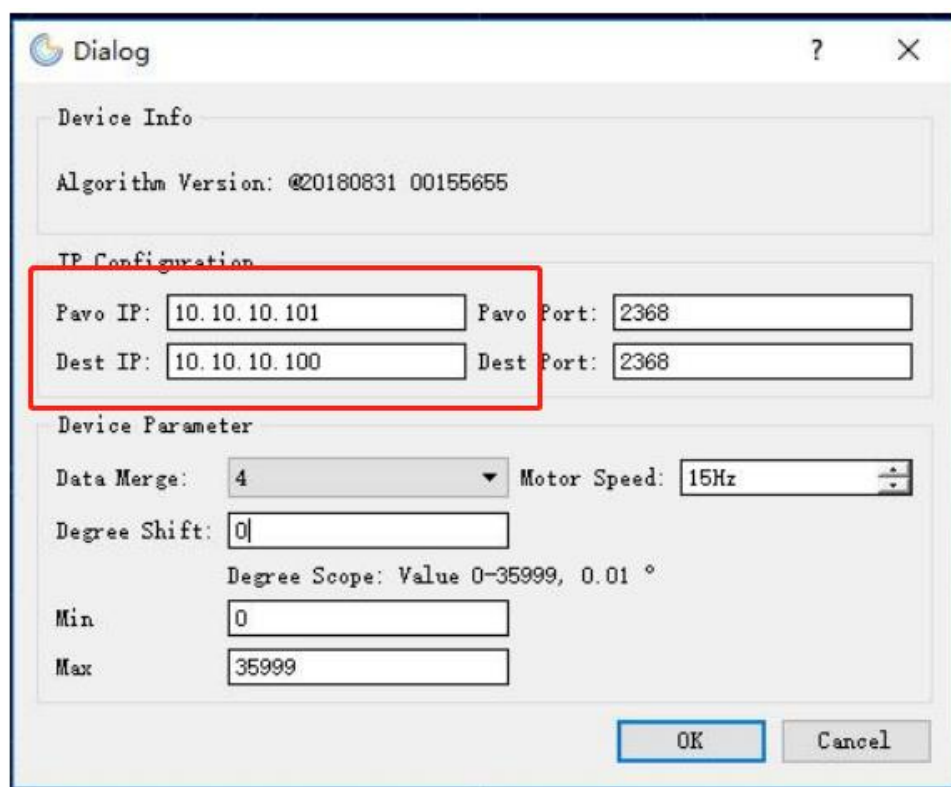 Dialog ?
Device Info
Algorithm Version: @20180831 00155655
IP Configuration
Pavo IP: 10.10.10.101 Pavo Port: 2368
Dest IP: 10.10.10.100 Dest Port: 2368
Device Parameter
Data Merge: 4 Motor Speed: 15Hz
Degree Shift: 0
Degree Scope: Value 0-35999, 0.01 °
Min 0
Max 35999
OK Cancel